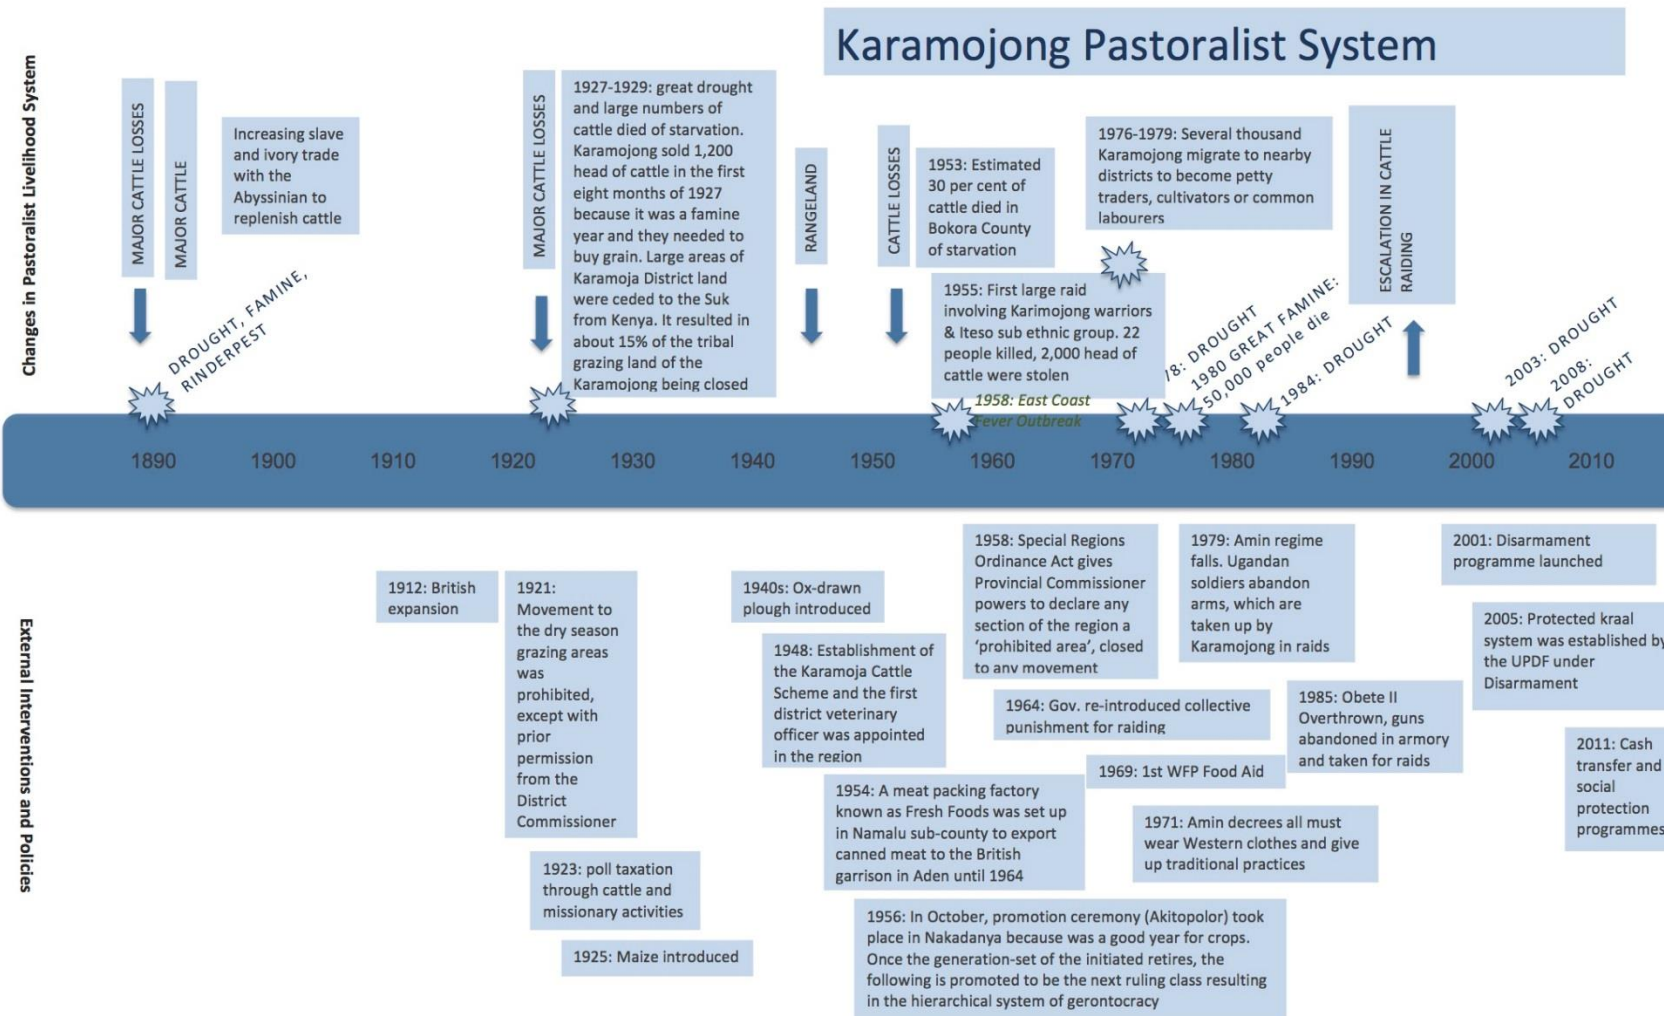 Karamojong Pastoralist System
Changes in Pastoralist Livelihood System
MAJOR CATTLE LOSSES
MAJOR CATTLE
Increasing slave
and ivory trade
with the
Abyssinian to
replenish cattle
DROUGHT, FAMINE,
RINDERPEST
MAJOR CATTLE LOSSES
1927-1929: great drought
and large numbers of
cattle died of starvation.
Karamojong sold 1,200
head of cattle in the first
eight months of 1927
because it was a famine
year and they needed to
buy grain. Large areas of
Karamoja District land
were ceded to the Suk
from Kenya. It resulted in
about 15% of the tribal
grazing land of the
Karamojong being closed
RANGELAND
CATTLE LOSSES
1953: Estimated
30 per cent of
cattle died in
Bokora County
of starvation
1955: First large raid
involving Karimojong warriors
& Iteso sub ethnic group. 22
people killed, 2,000 head of
cattle were stolen
1958: East Coast
Fever Outbreak
1976-1979: Several thousand
Karamojong migrate to nearby
districts to become petty
traders, cultivators or common
labourers
78: DROUGHT
1980 GREAT FAMINE:
50,000 people die
1984: DROUGHT
ESCALATION IN CATTLE
RAIDING
2003: DROUGHT
2008:
DROUGHT
1890 1900 1910 1920 1930 1940 1950 1960 1970 1980 1990 2000 2010
External Interventions and Policies
1912: British
expansion
1921:
Movement to
the dry season
grazing areas
was
prohibited,
except with
prior
permission
from the
District
Commissioner
1923: poll taxation
through cattle and
missionary activities
1925: Maize introduced
1940s: Ox-drawn
plough introduced
1948: Establishment of
the Karamoja Cattle
Scheme and the first
district veterinary
officer was appointed
in the region
1954: A meat packing factory
known as Fresh Foods was set up
in Namalu sub-county to export
canned meat to the British
garrison in Aden until 1964
1956: In October, promotion ceremony (Akitopolor) took
place in Nakadanya because was a good year for crops.
Once the generation-set of the initiated retires, the
following is promoted to be the next ruling class resulting
in the hierarchical system of gerontocracy
1958: Special Regions
Ordinance Act gives
Provincial Commissioner
powers to declare any
section of the region a
‘prohibited area’, closed
to any movement
1964: Gov. re-introduced collective
punishment for raiding
1969: 1st WFP Food Aid
1971: Amin decrees all must
wear Western clothes and give
up traditional practices
1979: Amin regime
falls. Ugandan
soldiers abandon
arms, which are
taken up by
Karamojong in raids
1985: Obete II
Overthrown, guns
abandoned in armory
and taken for raids
2001: Disarmament
programme launched
2005: Protected kraal
system was established by
the UPDF under
Disarmament
2011: Cash
transfer and
social
protection
programmes